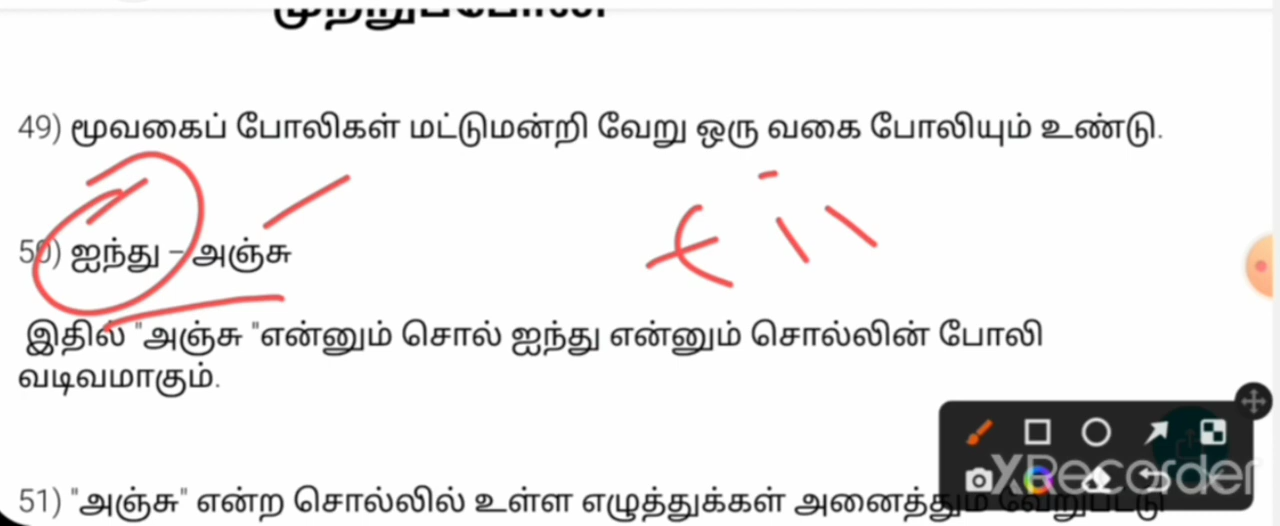 முற்றுப்போலி
49) மூவகைப் போலிகள் மட்டுமன்றி வேறு ஒரு வகை போலியும் உண்டு.
50) ஐந்து – அஞ்சு
இதில் "அஞ்சு "என்னும் சொல் ஐந்து என்னும் சொல்லின் போலி
வடிவமாகும்.
XRecorder
51) "அஞ்சு" என்ற சொல்லில் உள்ள எழுத்துக்கள் அனைத்தும் வேறுபட்டு